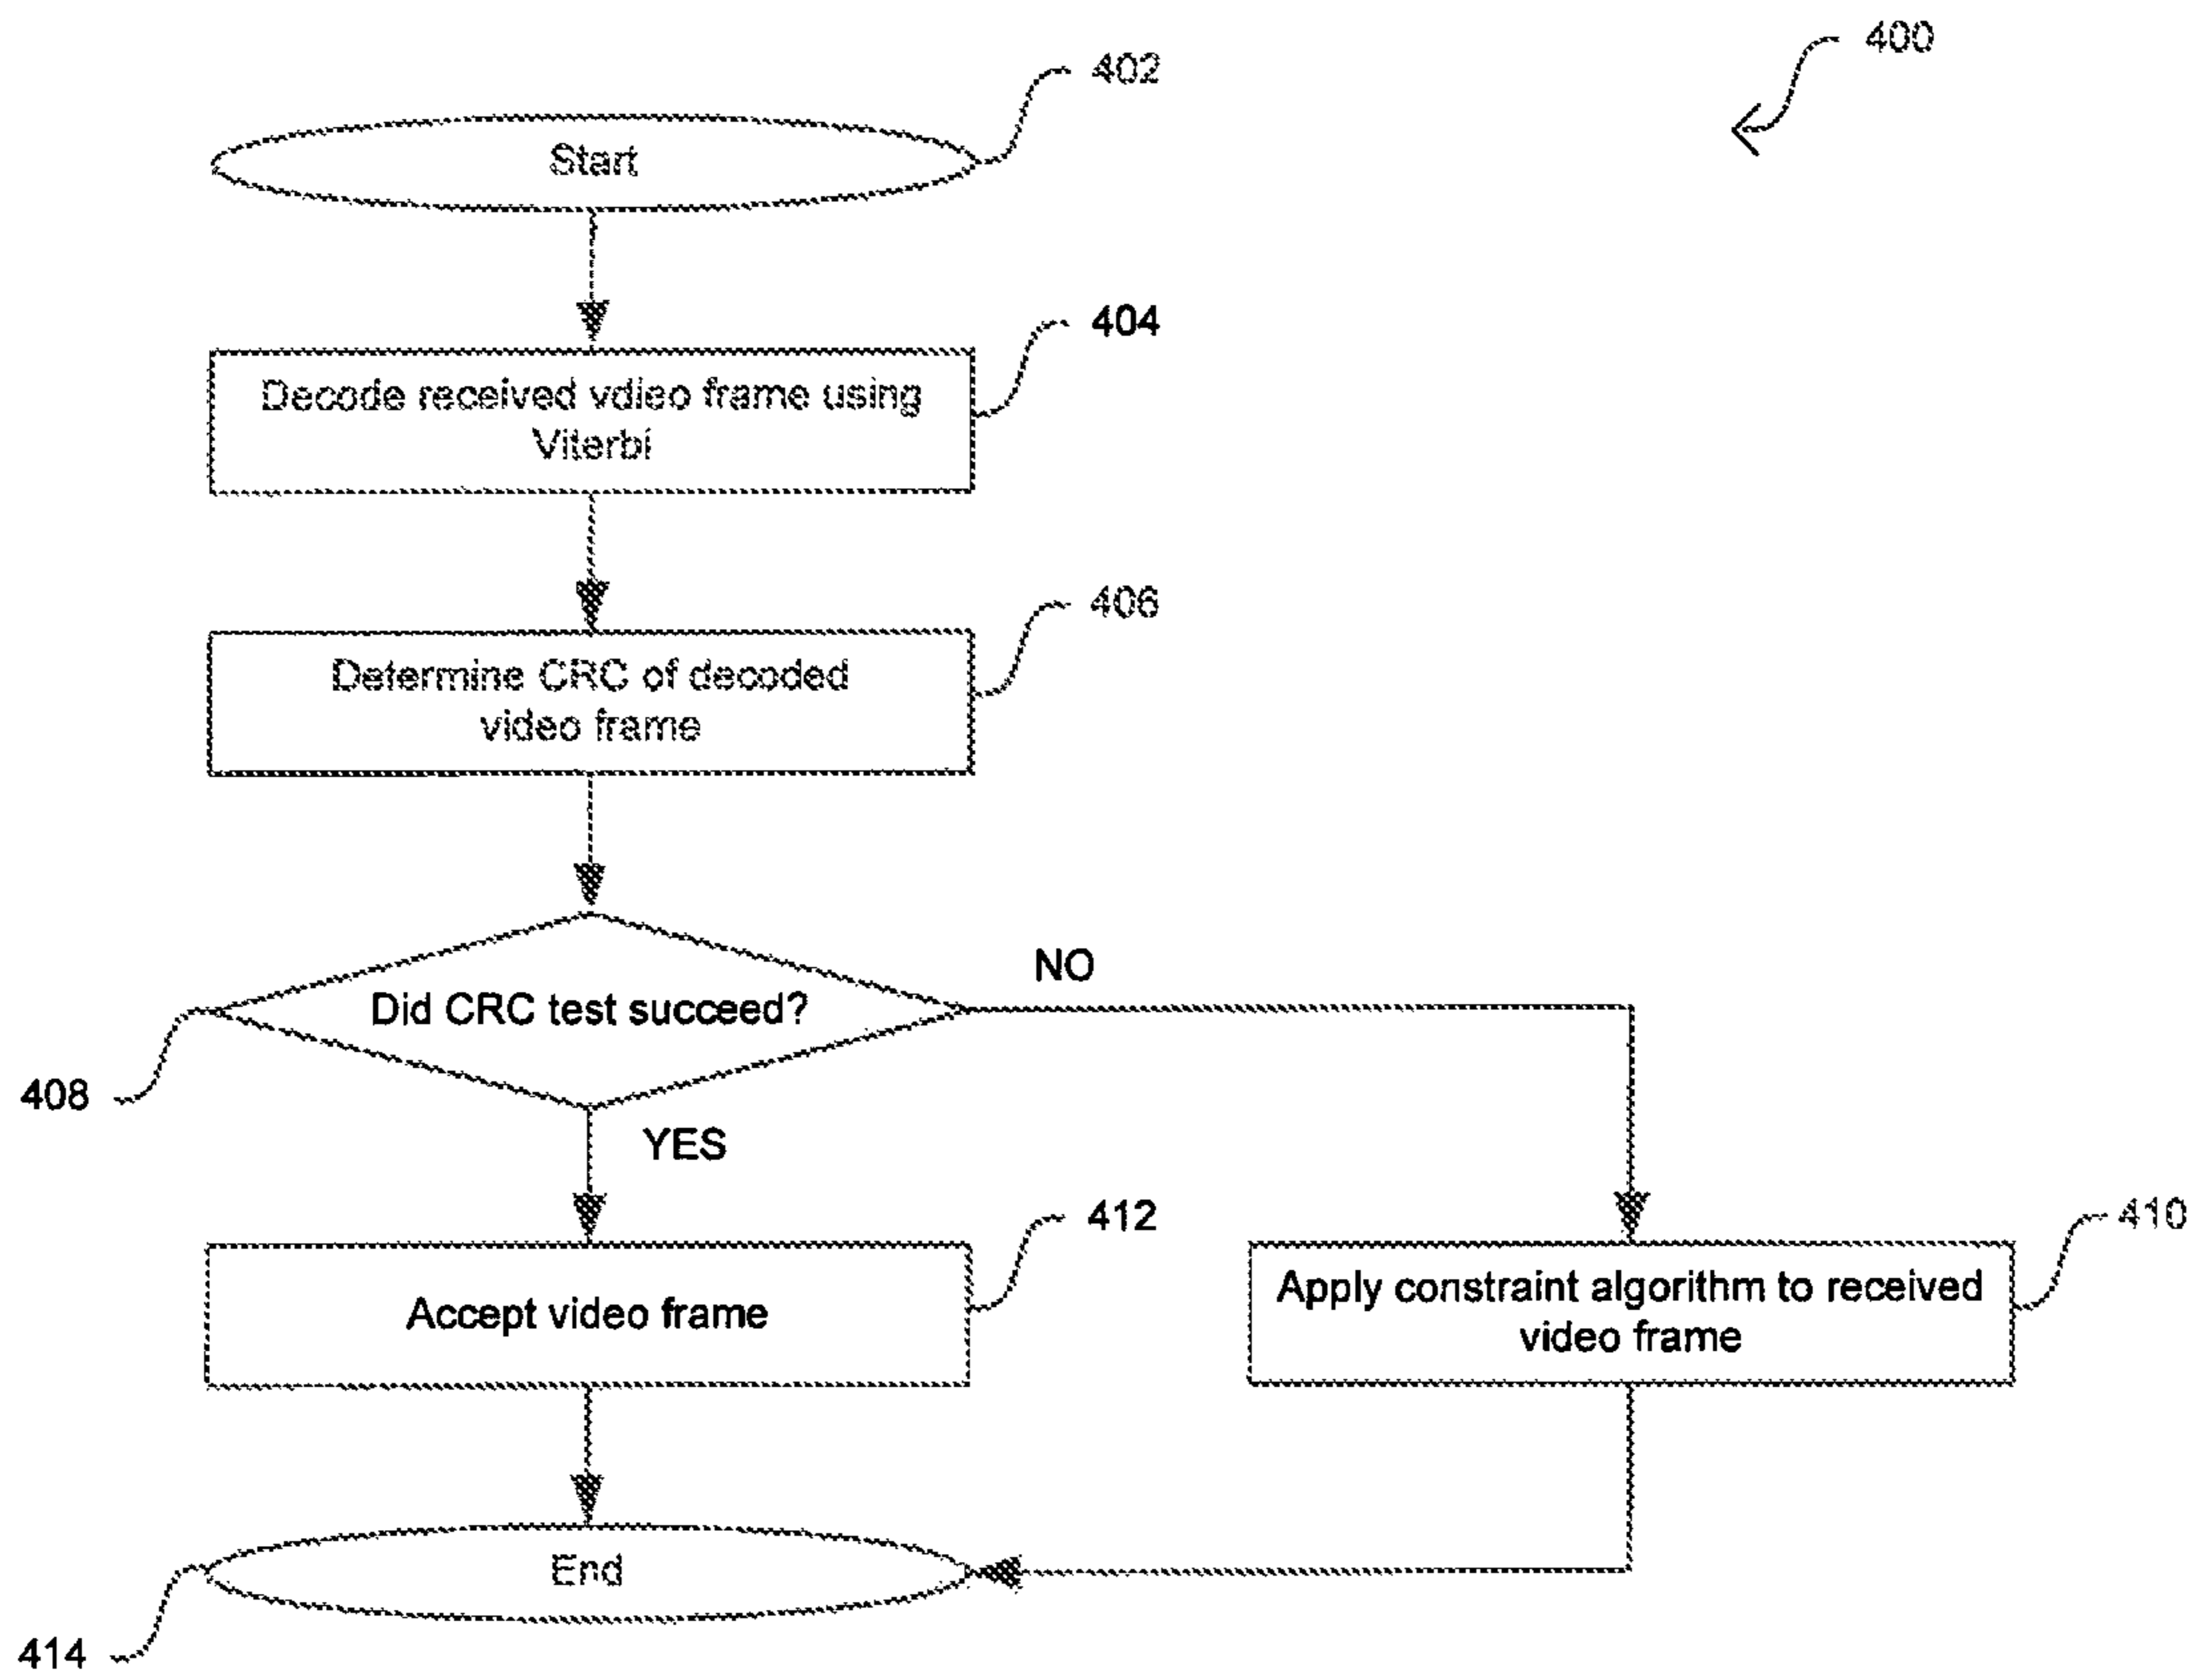 400
402
Start
404
Decode received vdieo frame using
Viterbi
406
Determine CRC of decoded
video frame
NO
Did CRC test succeed?
408
YES
412
410
Accept video frame
Apply constraint algorithm to received
video frame
End
414